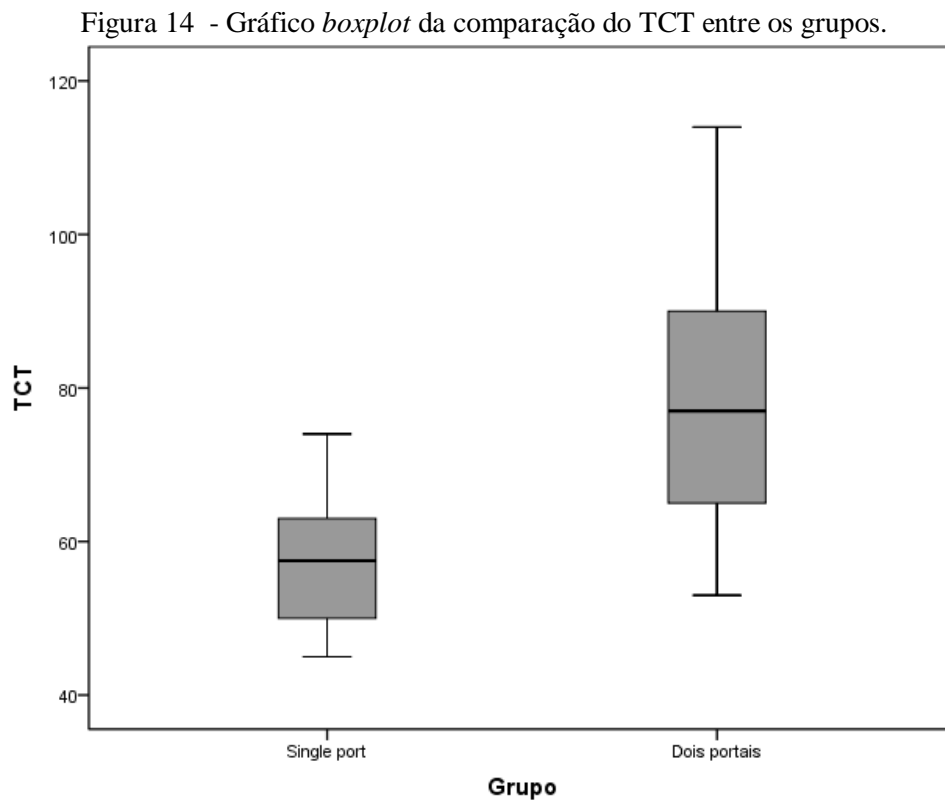 Figura 14 - Gráfico boxplot da comparação do TCT entre os grupos.
120
100
80
60
40
TCT
Single port
Dois portais
Grupo